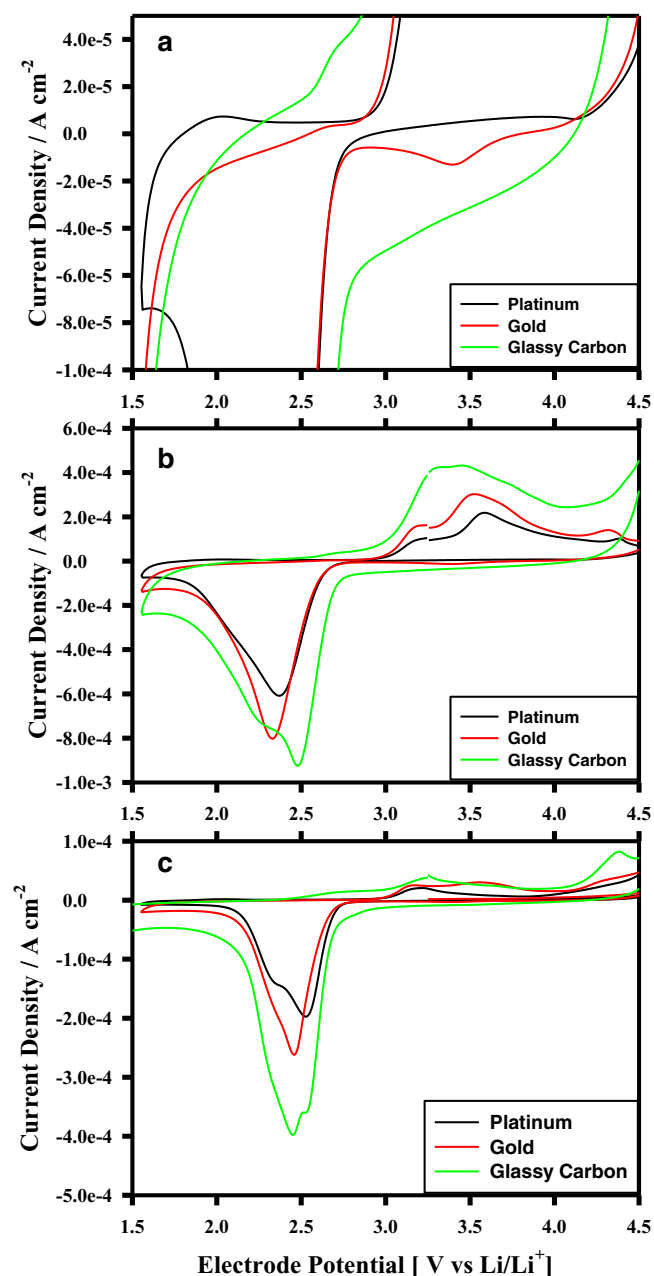 a
4.0e-5
2.0e-5
0.0
-2.0e-5
-4.0e-5
-6.0e-5
-8.0e-5
-1.0e-4
Current Density / A cm-2
Platinum
Gold
Glassy Carbon
1.5 2.0 2.5 3.0 3.5 4.0 4.5
b
6.0e-4
4.0e-4
2.0e-4
0.0
-2.0e-4
-4.0e-4
-6.0e-4
-8.0e-4
-1.0e-3
Current Density / A cm-2
Platinum
Gold
Glassy Carbon
1.5 2.0 2.5 3.0 3.5 4.0 4.5
c
1.0e-4
0.0
-1.0e-4
-2.0e-4
-3.0e-4
-4.0e-4
-5.0e-4
Current Density / A cm-2
Platinum
Gold
Glassy Carbon
1.5 2.0 2.5 3.0 3.5 4.0 4.5
Electrode Potential [ V vs Li/Li+]